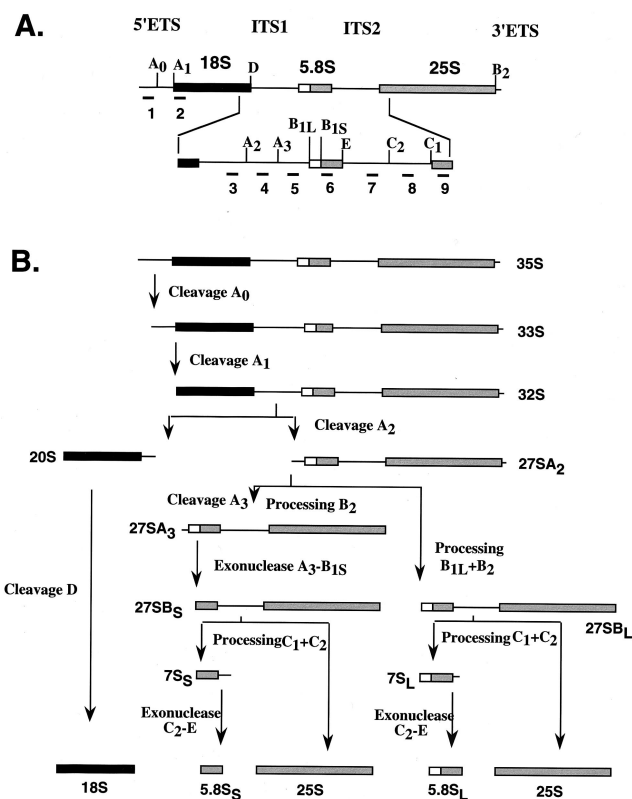 A.
5'ETS ITS1 ITS2 3'ETS
A0 A1 18S D 5.8S 25S B2
1 2
A2 A3 B1L B1S E C2 C1
3 4 5 6 7 8 9
B.
35S
Cleavage A0
33S
Cleavage A1
32S
Cleavage A2
20S 27SA2
Cleavage A3 Processing B2
27SA3
Processing
B1L+B2
Exonuclease A3-B1S
Cleavage D
27SBS
27SBL
ProcessingC1+C2 ProcessingC1+C2
7SS 7SL
Exonuclease Exonuclease
C2-E C2-E
18S 5.8SS 25S 5.8SL 25S